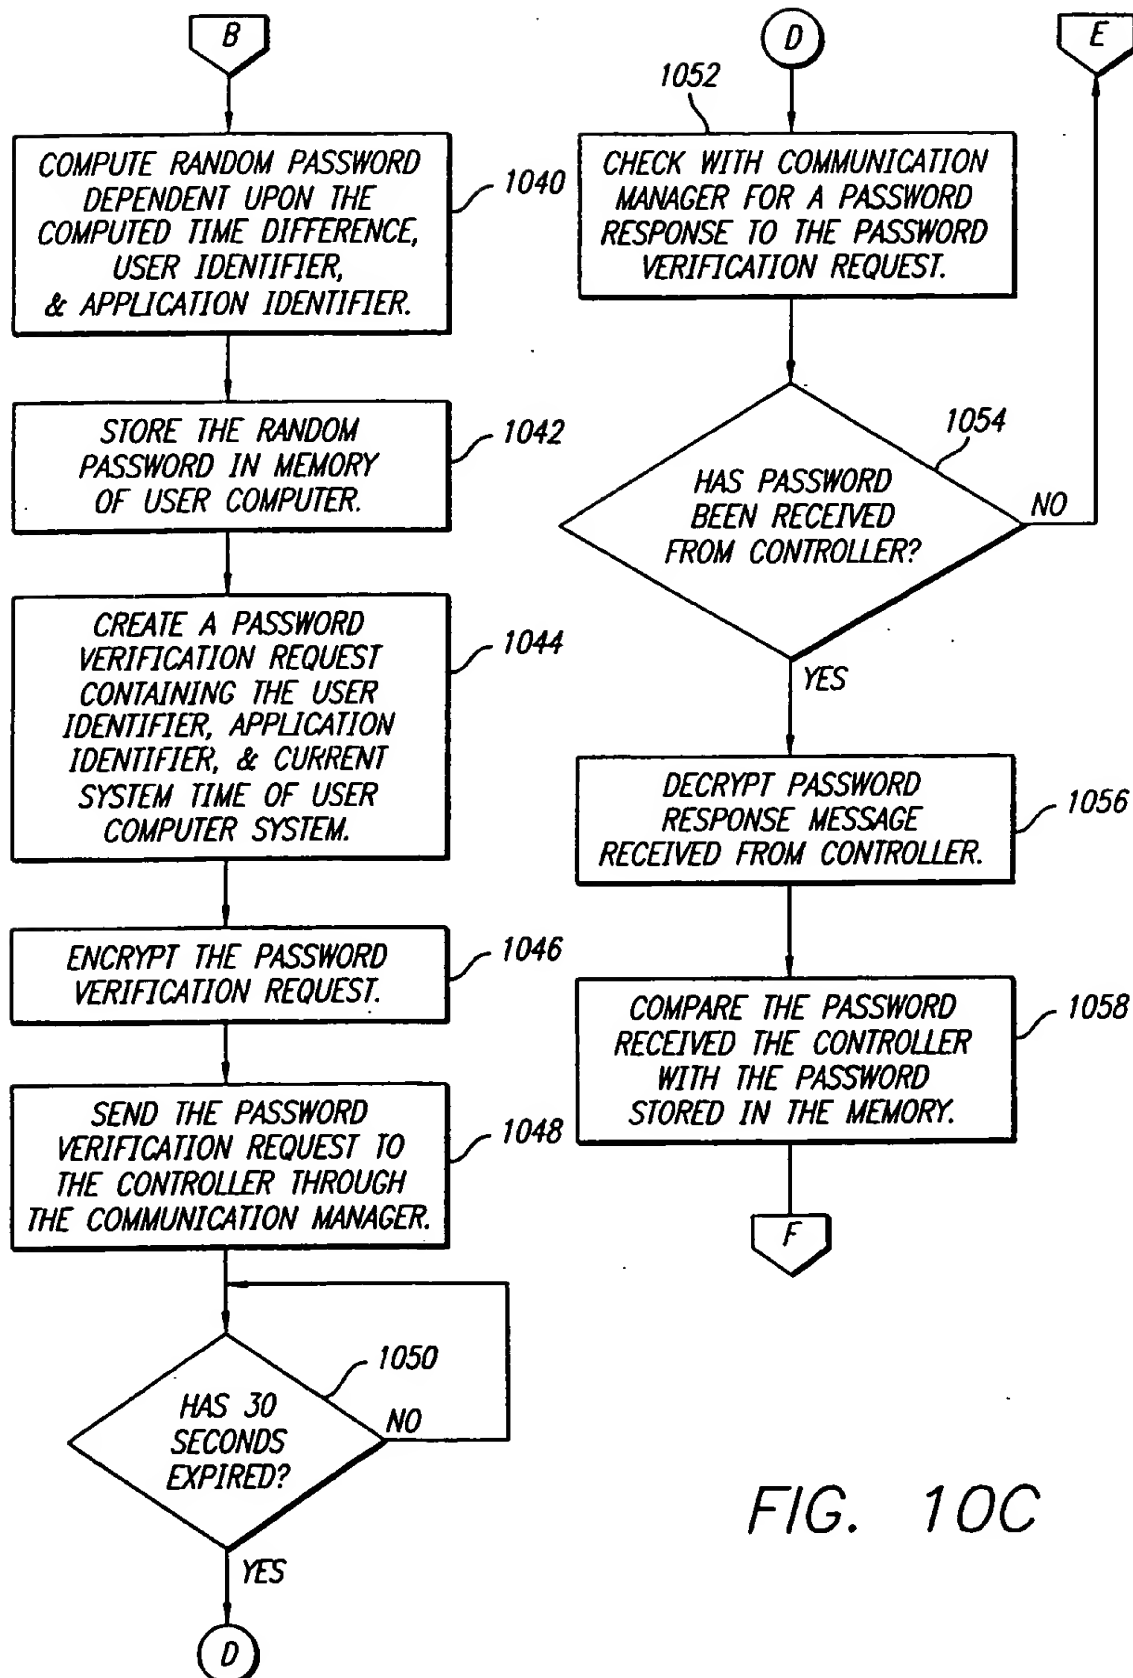 B
COMPUTE RANDOM PASSWORD
DEPENDENT UPON THE
COMPUTED TIME DIFFERENCE,
USER IDENTIFIER,
& APPLICATION IDENTIFIER.
1040
STORE THE RANDOM
PASSWORD IN MEMORY
OF USER COMPUTER.
1042
CREATE A PASSWORD
VERIFICATION REQUEST
CONTAINING THE USER
IDENTIFIER, APPLICATION
IDENTIFIER, & CURRENT
SYSTEM TIME OF USER
COMPUTER SYSTEM.
1044
ENCRYPT THE PASSWORD
VERIFICATION REQUEST.
1046
SEND THE PASSWORD
VERIFICATION REQUEST TO
THE CONTROLLER THROUGH
THE COMMUNICATION MANAGER.
1048
HAS 30
SECONDS
EXPIRED?
1050
NO
YES
D
D
1052
CHECK WITH COMMUNICATION
MANAGER FOR A PASSWORD
RESPONSE TO THE PASSWORD
VERIFICATION REQUEST.
HAS PASSWORD
BEEN RECEIVED
FROM CONTROLLER?
1054
NO
E
YES
DECRYPT PASSWORD
RESPONSE MESSAGE
RECEIVED FROM CONTROLLER.
1056
COMPARE THE PASSWORD
RECEIVED THE CONTROLLER
WITH THE PASSWORD
STORED IN THE MEMORY.
1058
F
FIG. 10C